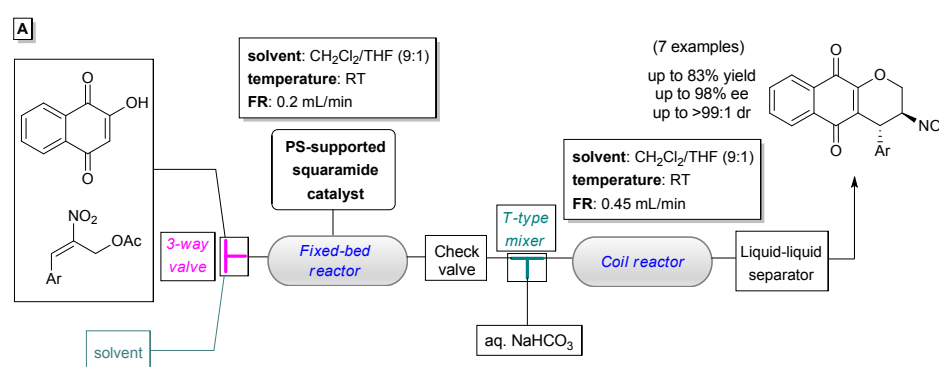 A
solvent: CH2Cl2/THF (9:1)
temperature: RT
FR: 0.2 mL/min
(7 examples)
up to 83% yield
up to 98% ee
up to >99:1 dr
O
O
OH
O
O
O
NO
Ar
PS-supported
squaramide
catalyst
solvent: CH2Cl2/THF (9:1)
temperature: RT
FR: 0.45 mL/min
NO2
OAc
Ar
3-way
valve
Fixed-bed
reactor
Check
valve
T-type
mixer
Coil reactor
Liquid-liquid
separator
solvent
aq. NaHCO3